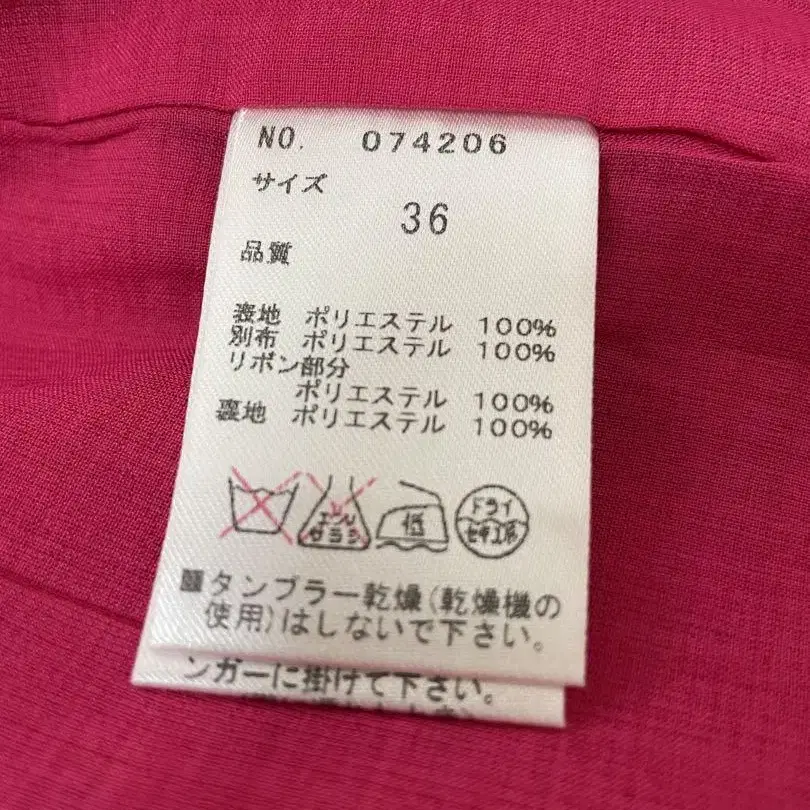 NO. 074206
サイズ
36
品質
表地 ポリエステル 100%
別布 ポリエステル 100%
リボン部分
ポリエステル 100%
裏地 ポリエステル 100%
エンソ
サラシ
低
ドライ
セキユ系
タンブラー乾燥(乾燥機の
使用)はしないで下さい。
ンガーに掛けて下さい。